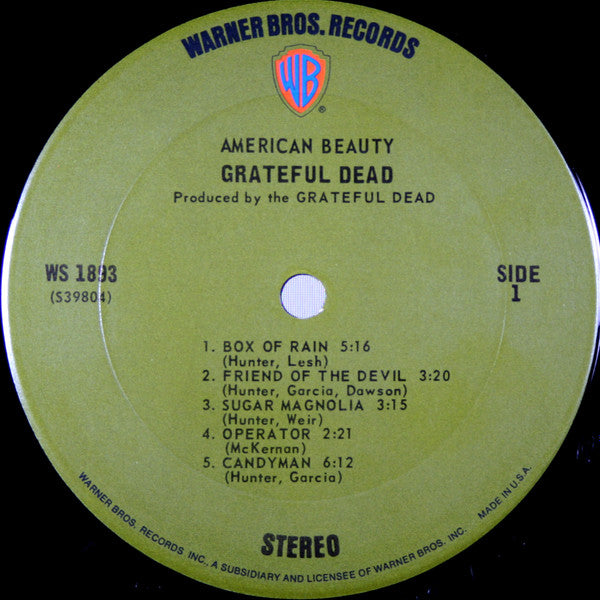 WARNER BROS. RECORDS
WB
®
AMERICAN BEAUTY
GRATEFUL DEAD
Produced by the GRATEFUL DEAD
WS 1893
(S39804)
SIDE
1
1. BOX OF RAIN 5:16
(Hunter, Lesh)
2. FRIEND OF THE DEVIL 3:20
(Hunter, Garcia, Dawson)
3. SUGAR MAGNOLIA 3:15
(Hunter, Weir)
4. OPERATOR 2:21
(McKernan)
5. CANDYMAN 6:12
(Hunter, Garcia)
STEREO
WARNER BROS. RECORDS INC., A SUBSIDIARY AND LICENSEE OF WARNER BROS. INC. MADE IN U.S.A.